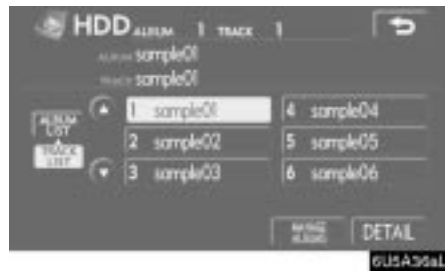 HDD ALBUM 1 TRACK 1
ALBUM sample01
TRACK sample01
ALBUM LIST
TRACK LIST
1 sample01
2 sample02
3 sample03
4 sample04
5 sample05
6 sample06
DETAIL
6U5A36aL